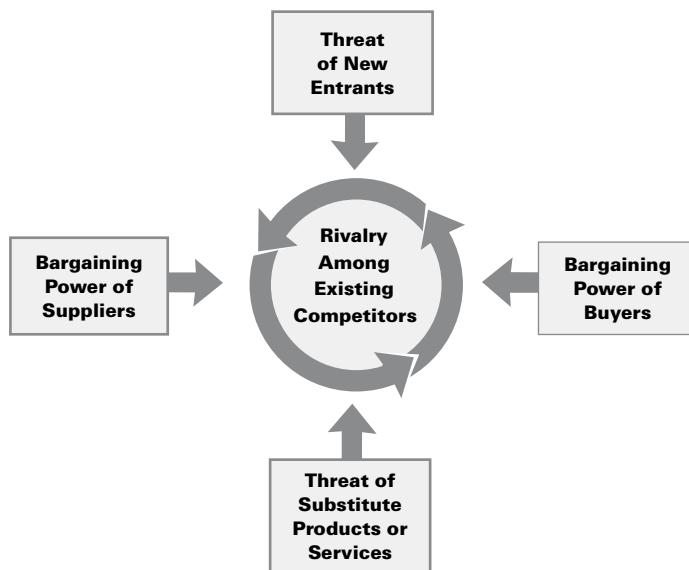 Threat
of New
Entrants
Bargaining
Power of
Suppliers
Rivalry
Among
Existing
Competitors
Bargaining
Power of
Buyers
Threat of
Substitute
Products or
Services